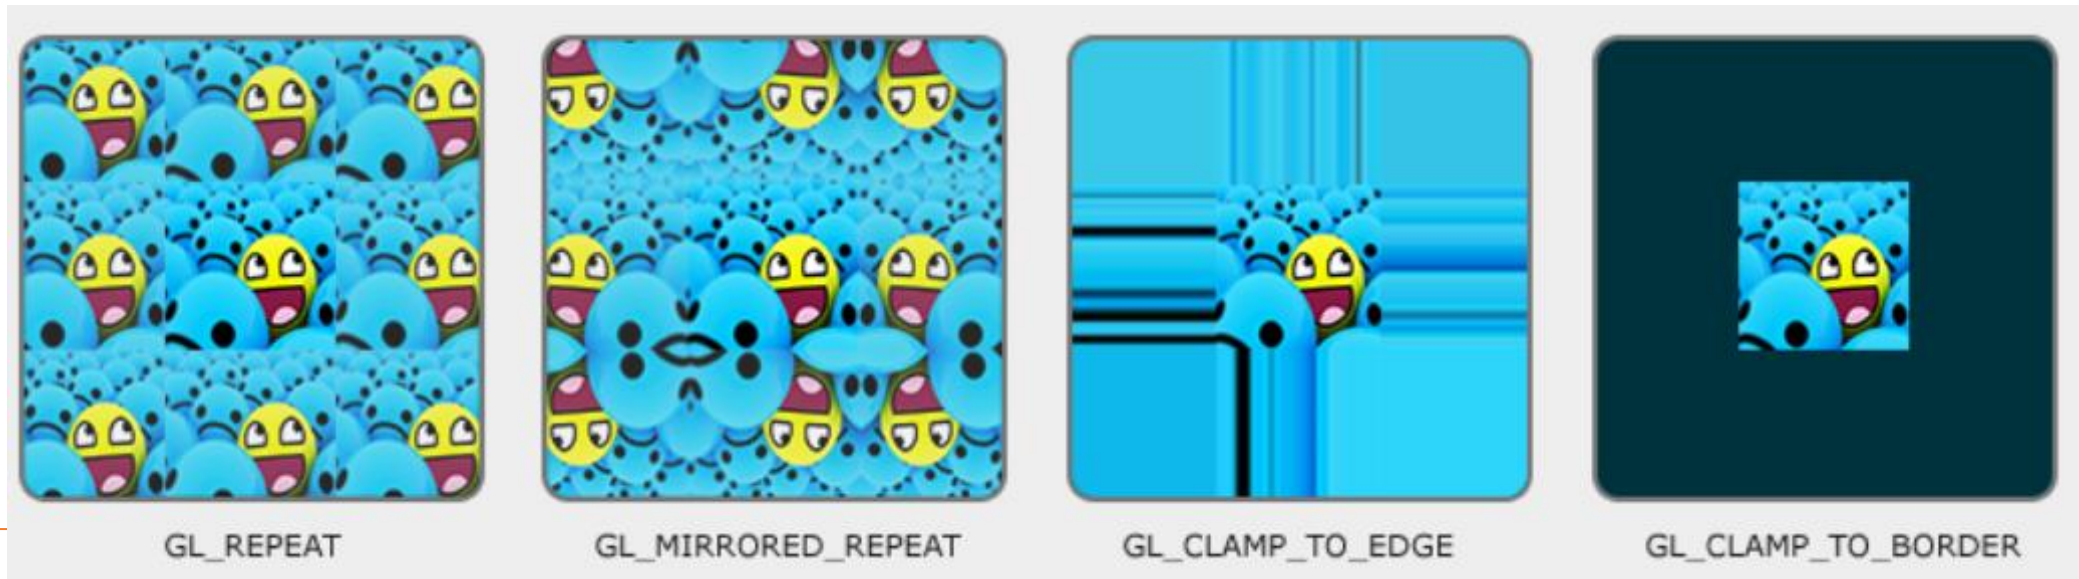 GL_REPEAT
GL_MIRRORED_REPEAT
GL_CLAMP_TO_EDGE
GL_CLAMP_TO_BORDER